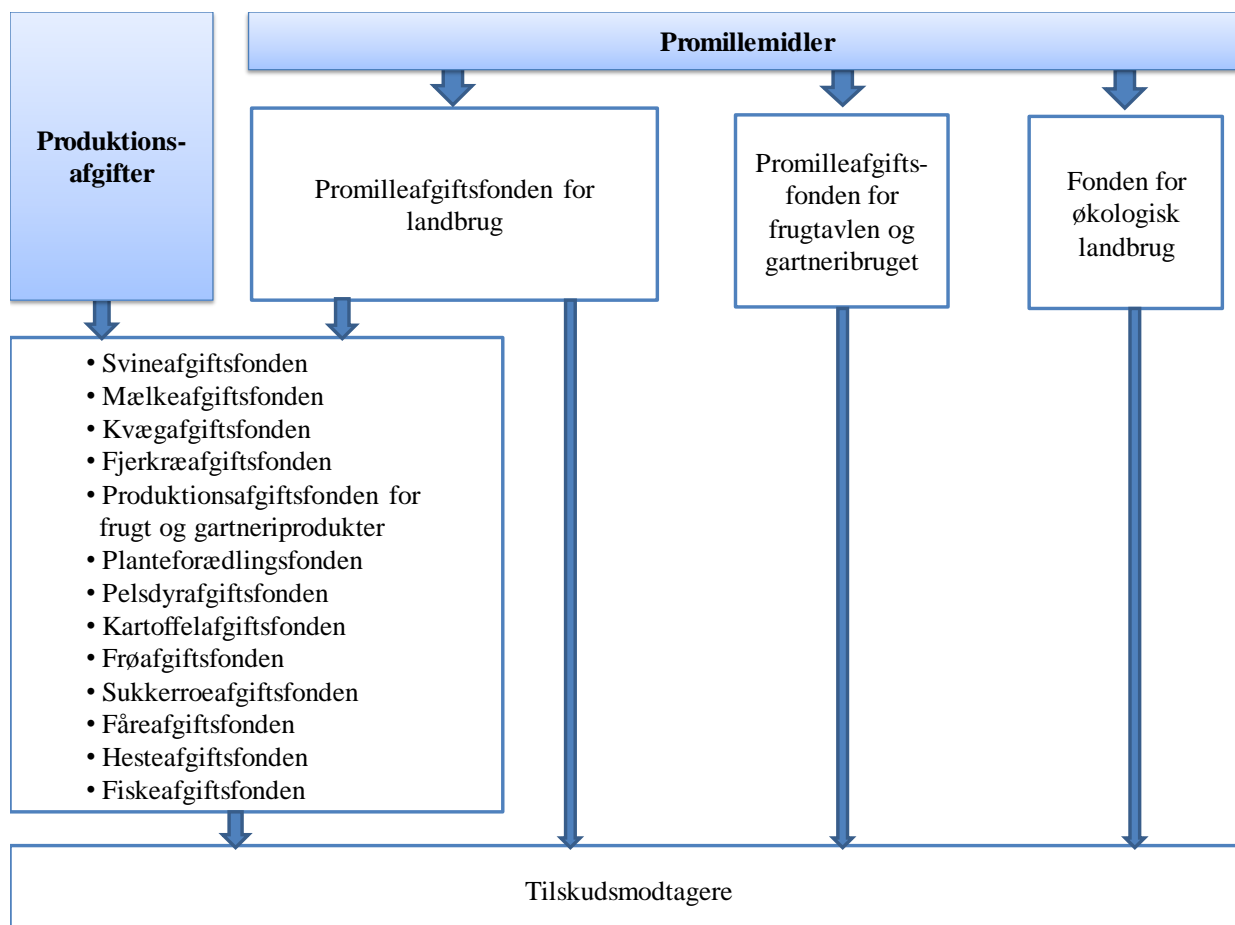 Promillemidler
Produktions-
afgifter
Promilleafgiftsfonden for
landbrug
Promilleafgifts-
fonden for
frugtavlen og
gartneribruget
Fonden for
økologisk
landbrug
• Svineafgiftsfonden
• Mælkeafgiftsfonden
• Kvægafgiftsfonden
• Fjerkræafgiftsfonden
• Produktionsafgiftsfonden for
frugt og gartneriprodukter
• Planteforædlingsfonden
• Pelsdyrafgiftsfonden
• Kartoffelafgiftsfonden
• Frøafgiftsfonden
• Sukkerroeafgiftsfonden
• Fåreafgiftsfonden
• Hesteafgiftsfonden
• Fiskeafgiftsfonden
Tilskudsmodtagere